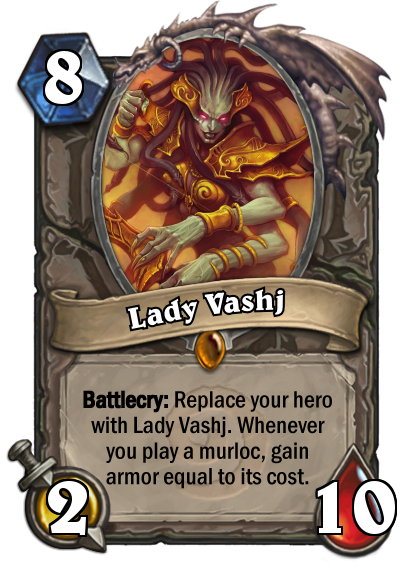 8
Lady Vashj
Battlecry: Replace your hero
with Lady Vashj. Whenever
you play a murloc, gain
armor equal to its cost.
2
10